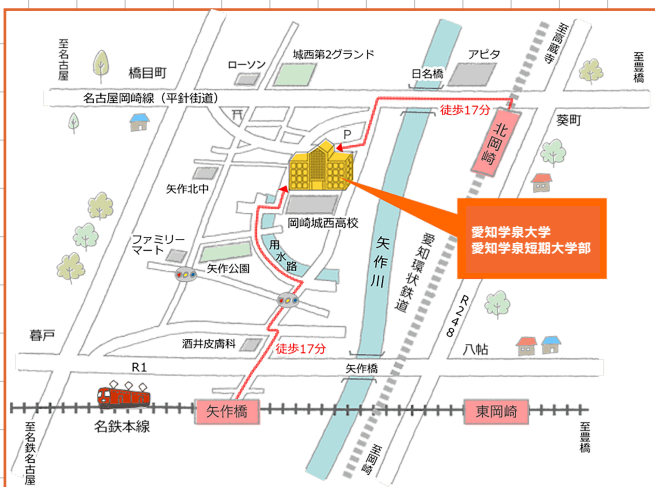 至名古屋
橋目町
ローソン
城西第2グランド
日名橋
アピタ
至高蔵寺
至豊橋
名古屋岡崎線（平針街道）
徒歩17分
葵町
P
北岡崎
矢作北中
岡崎城西高校
愛知学泉大学
愛知学泉短期大学部
ファミリー
マート
矢作公園
用水路
矢作川
愛知環状鉄道
R248
暮戸
酒井皮膚科
徒歩17分
八帖
R1
矢作橋
名鉄本線
矢作橋
東岡崎
至名鉄名古屋
至岡崎
至豊橋